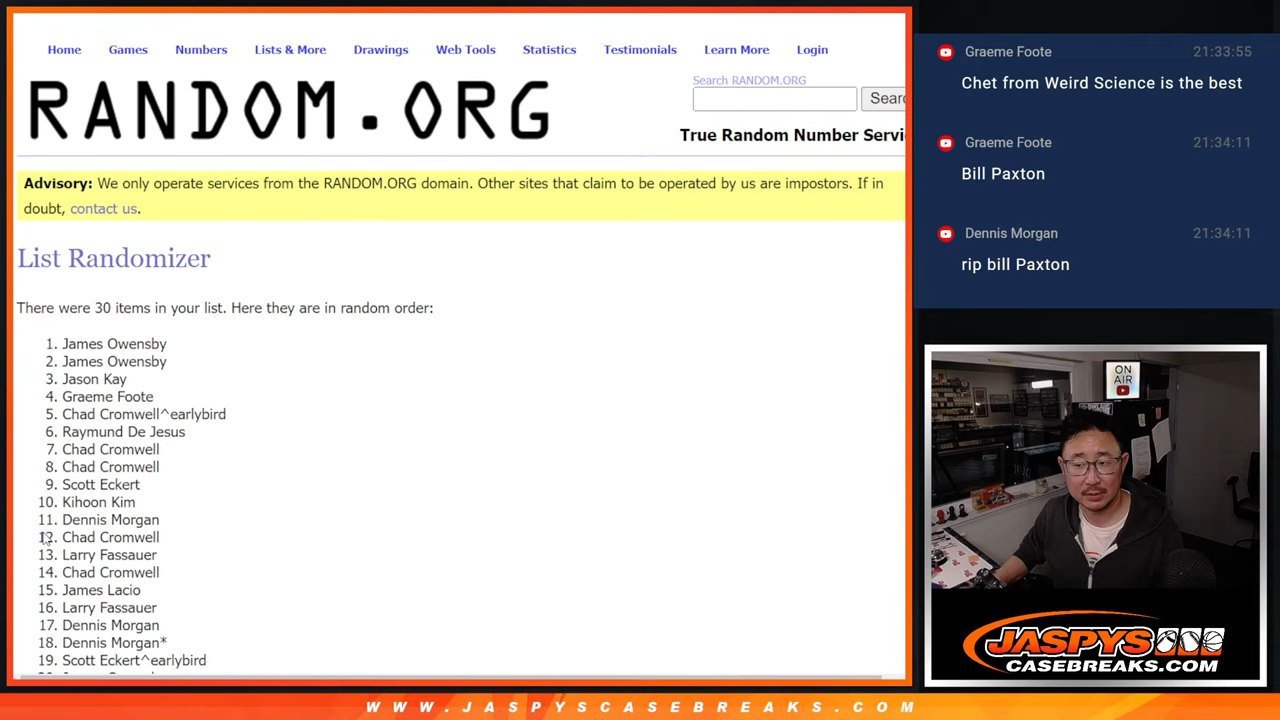 Home Games Numbers Lists & More Drawings Web Tools Statistics Testimonials Learn More Login
RANDOM.ORG
Search RANDOM.ORG
Sear
True Random Number Servi
Advisory: We only operate services from the RANDOM.ORG domain. Other sites that claim to be operated by us are impostors. If in
doubt, contact us.
List Randomizer
There were 30 items in your list. Here they are in random order:
1. James Owensby
2. James Owensby
3. Jason Kay
4. Graeme Foote
5. Chad Cromwell^earlybird
6. Raymund De Jesus
7. Chad Cromwell
8. Chad Cromwell
9. Scott Eckert
10. Kihoon Kim
11. Dennis Morgan
12. Chad Cromwell
13. Larry Fassauer
14. Chad Cromwell
15. James Lacio
16. Larry Fassauer
17. Dennis Morgan
18. Dennis Morgan*
19. Scott Eckert^earlybird
Graeme Foote 21:33:55
Chet from Weird Science is the best
Graeme Foote 21:34:11
Bill Paxton
Dennis Morgan 21:34:11
rip bill Paxton
ON
AIR
JASPYS
CASEBREAKS.COM
WWW.JASPYSCASEBREAKS.COM